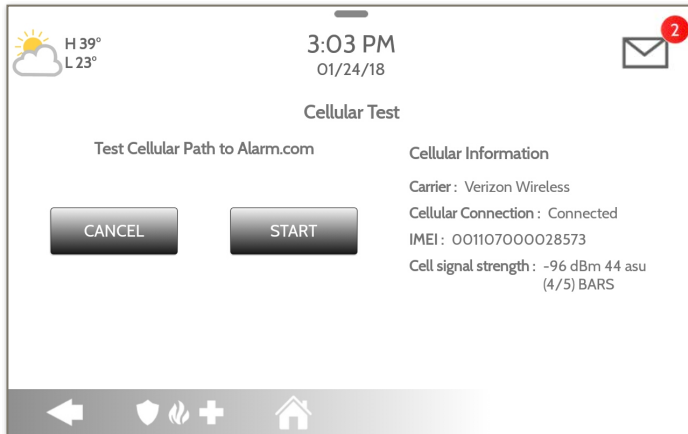 H 39°
L 23°
3:03 PM
01/24/18
2
Cellular Test
Test Cellular Path to Alarm.com
CANCEL
START
Cellular Information
Carrier : Verizon Wireless
Cellular Connection : Connected
IMEI : 001107000028573
Cell signal strength : -96 dBm 44 asu
(4/5) BARS